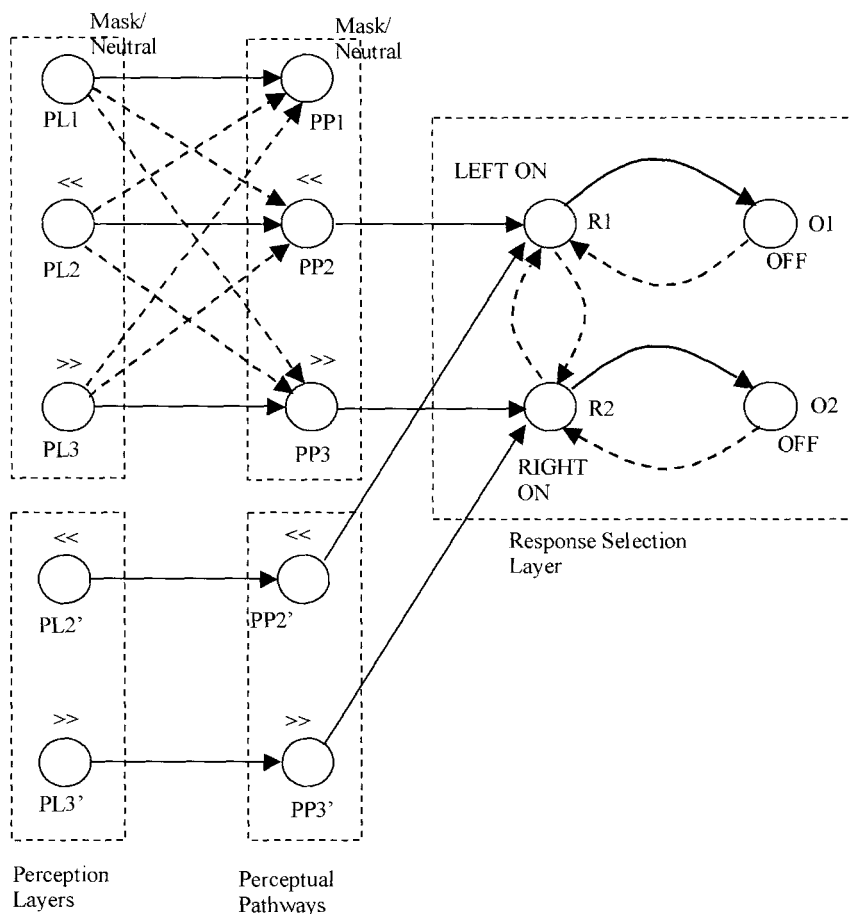 Mask/
Neutral
Mask/
Neutral
PL1
PP1
<<
<<
LEFT ON
R1
O1
PL2
PP2
OFF
>>
>>
PL3
PP3
R2
O2
OFF
RIGHT
ON
<<
<<
Response Selection
Layer
PL2’
PP2’
>>
>>
PL3’
PP3’
Perception
Layers
Perceptual
Pathways